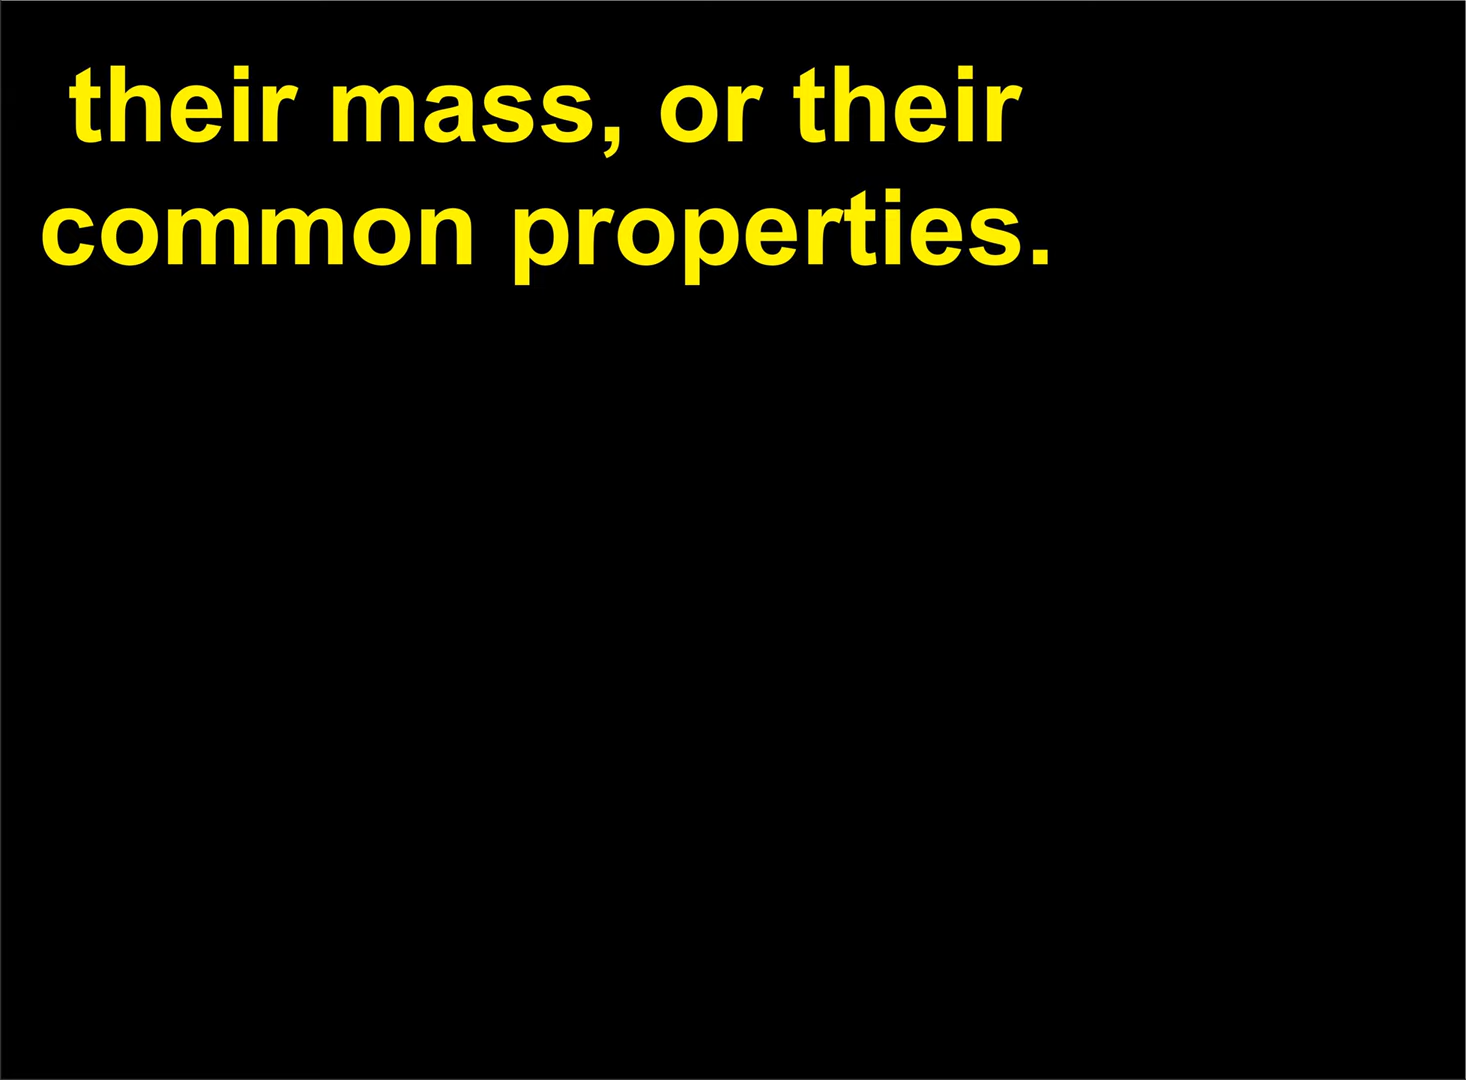 their mass, or their
common properties.